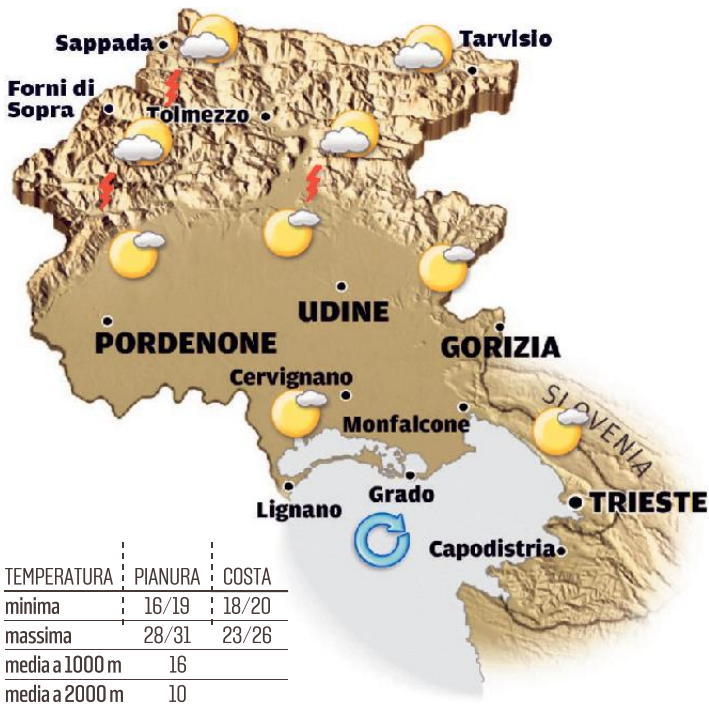 Sappada
Tarvisio
Forni di
Sopra
Tolmezzo
UDINE
PORDENONE
GORIZIA
Cervignano
SLOVENIA
Monfalcone
Grado
TRIESTE
Lignano
Capodistria
TEMPERATURA PIANURA COSTA
minima 16/19 18/20
massima 28/31 23/26
media a 1000 m 16
media a 2000 m 10